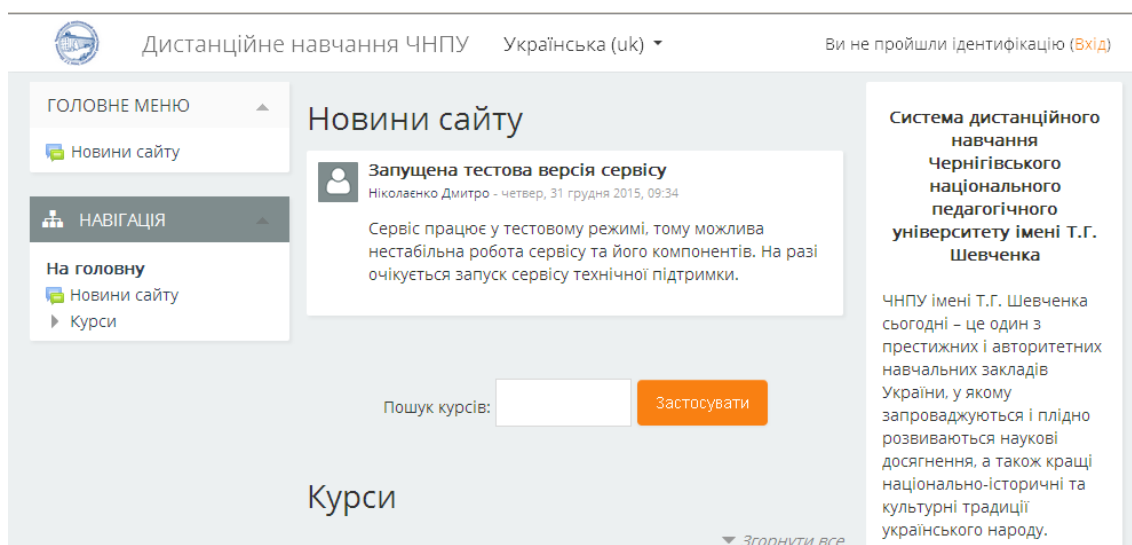 Дистанційне навчання ЧНПУ
Українська (uk)
Ви не пройшли ідентифікацію (Вхід)
ГОЛОВНЕ МЕНЮ
Новини сайту
НАВІГАЦІЯ
На головну
Новини сайту
Курси
Новини сайту
Запущена тестова версія сервісу
Ніколаєнко Дмитро - четвер, 31 грудня 2015, 09:34
Сервіс працює у тестовому режимі, тому можлива
нестабільна робота сервісу та його компонентів. На разі
очікується запуск сервісу технічної підтримки.
Пошук курсів:
Застосувати
Курси
Згорнути все
Система дистанційного
навчання
Чернігівського
національного
педагогічного
університету імені Т.Г.
Шевченка
ЧНПУ імені Т.Г. Шевченка
сьогодні – це один з
престижних і авторитетних
навчальних закладів
України, у якому
запроваджуються і плідно
розвиваються наукові
досягнення, а також кращі
національно-історичні та
культурні традиції
українського народу.